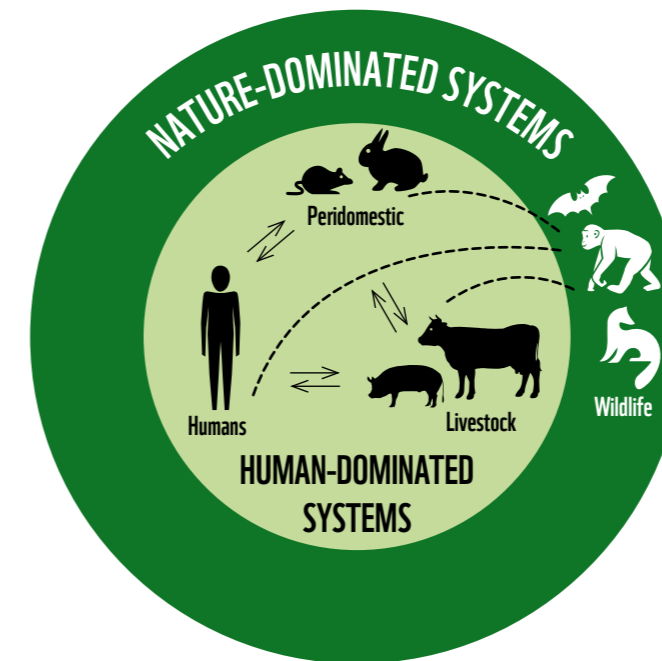 NATURE-DOMINATED SYSTEMS
Peridomestic
Humans
Livestock
Wildlife
HUMAN-DOMINATED
SYSTEMS